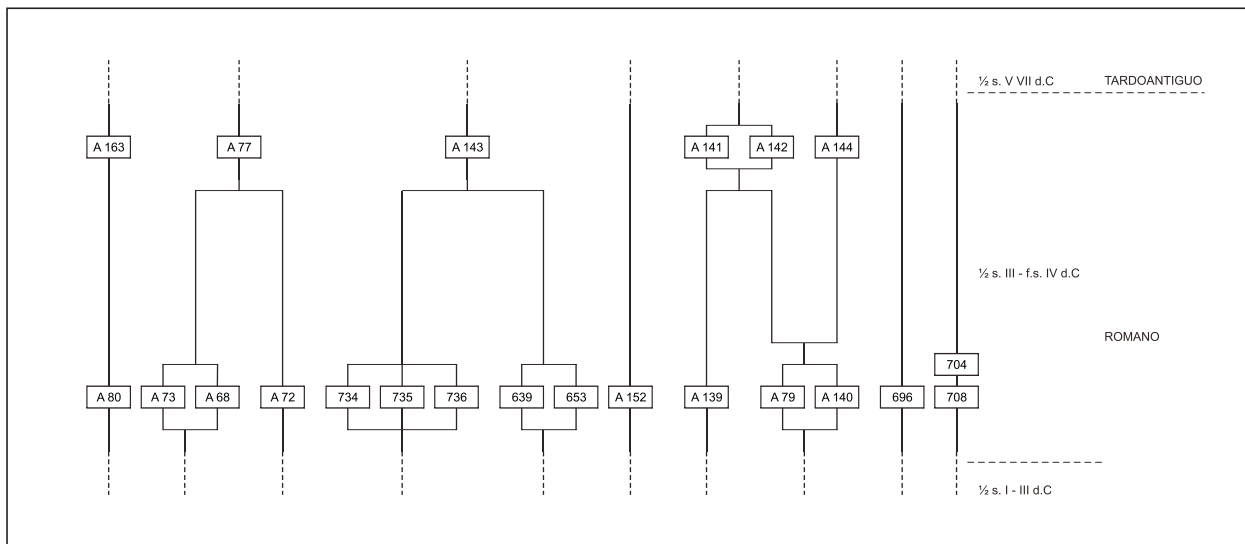 ½ s. V VII d.C TARDOANTIGUO
A 163 A 77 A 143 A 141 A 142 A 144
½ s. III - f.s. IV d.C
ROMANO
704
A 80 A 73 A 68 A 72 734 735 736 639 653 A 152 A 139 A 79 A 140 696 708
½ s. I - III d.C